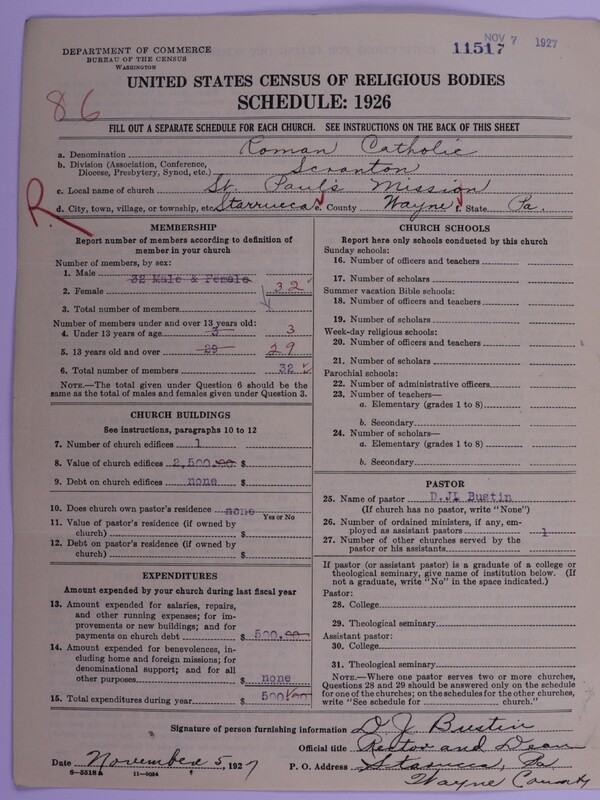 DEPARTMENT OF COMMERCE
BUREAU OF THE CENSUS
WASHINGTON
11517
NOV 7 1927
UNITED STATES CENSUS OF RELIGIOUS BODIES
SCHEDULE: 1926
86
FILL OUT A SEPARATE SCHEDULE FOR EACH CHURCH. SEE INSTRUCTIONS ON THE BACK OF THIS SHEET
a. Denomination Roman Catholic
b. Division (Association, Conference, Diocese, Presbytery, Synod, etc.) Scranton
c. Local name of church St. Paul's Mission
R
d. City, town, village, or township, etc. Starrucca e. County Wayne f. State Pa.
MEMBERSHIP
Report number of members according to definition of
member in your church
Number of members, by sex:
1. Male
32 Male & Female
2. Female 32
3. Total number of members
Number of members under and over 13 years old:
4. Under 13 years of age 3 3
5. 13 years old and over 29 29
6. Total number of members 32
NOTE.—The total given under Question 6 should be
same as the total of males and females given under Question 3.
CHURCH BUILDINGS
See instructions, paragraphs 10 to 12
7. Number of church edifices 1
8. Value of church edifices 2,500.00 $
9. Debt on church edifices none $
10. Does church own pastor's residence none
Yes or No
11. Value of pastor's residence (if owned by
church) $
12. Debt on pastor's residence (if owned by
church) $
EXPENDITURES
Amount expended by your church during last fiscal year
13. Amount expended for salaries, repairs,
and other running expenses; for im-
provements or new buildings; and for
payments on church debt $ 500.00
14. Amount expended for benevolences, in-
cluding home and foreign missions; for
denominational support; and for all
other purposes $ none
15. Total expenditures during year $ 500.00
CHURCH SCHOOLS
Report here only schools conducted by this church
Sunday schools:
16. Number of officers and teachers
17. Number of scholars
Summer vacation Bible schools:
18. Number of officers and teachers
19. Number of scholars
Week-day religious schools:
20. Number of officers and teachers
21. Number of scholars
Parochial schools:
22. Number of administrative officers
23. Number of teachers—
a. Elementary (grades 1 to 8)
b. Secondary
24. Number of scholars—
a. Elementary (grades 1 to 8)
b. Secondary
PASTOR
25. Name of pastor D.J. Bustin
(If church has no pastor, write "None")
26. Number of ordained ministers, if any, em-
ployed as assistant pastors 1
27. Number of other churches served by the
pastor or his assistants
If pastor (or assistant pastor) is a graduate of a college or
theological seminary, give name of institution below. (If
not a graduate, write "No" in the space indicated.)
Pastor:
28. College
29. Theological seminary
Assistant pastor:
30. College
31. Theological seminary
NOTE.—Where one pastor serves two or more churches,
Questions 28 and 29 should be answered only on the schedule
for one of the churches; on the schedules for the other churches,
write "See schedule for church."
Signature of person furnishing information D. J. Bustin
Official title Rector and Dean
Date November 5, 1927 P. O. Address Starucca, Pa
Wayne County
8—5518a 11—9034